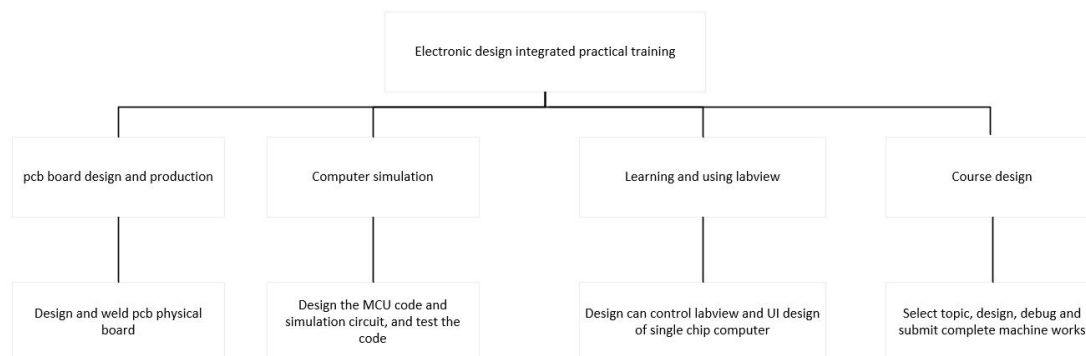 Electronic design integrated practical training
pcb board design and production
Computer simulation
Learning and using labview
Course design
Design and weld pcb physical
board
Design the MCU code and
simulation circuit, and test the
code
Design can control labview and UI design
of single chip computer
Select topic, design, debug and
submit complete machine works